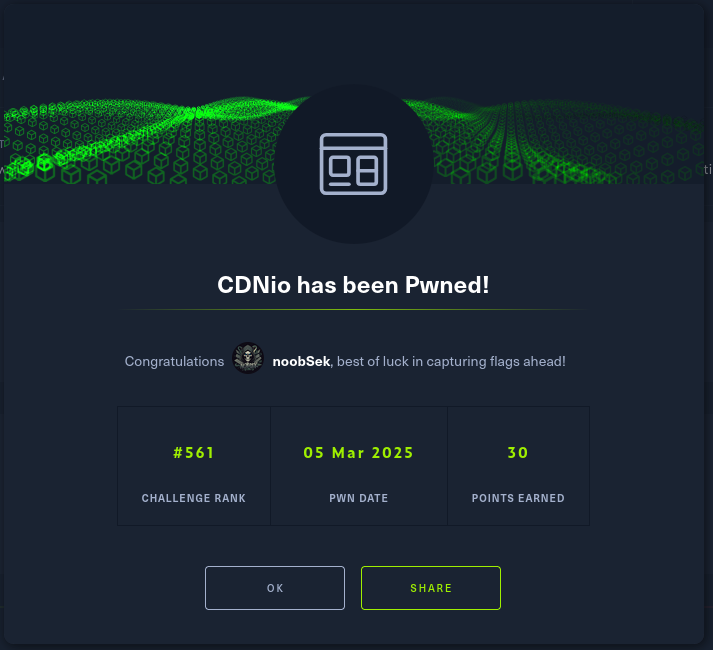 CDNio has been Pwned!
Congratulations noobSek, best of luck in capturing flags ahead!
#561 05 Mar 2025 30
CHALLENGE RANK PWN DATE POINTS EARNED
OK SHARE